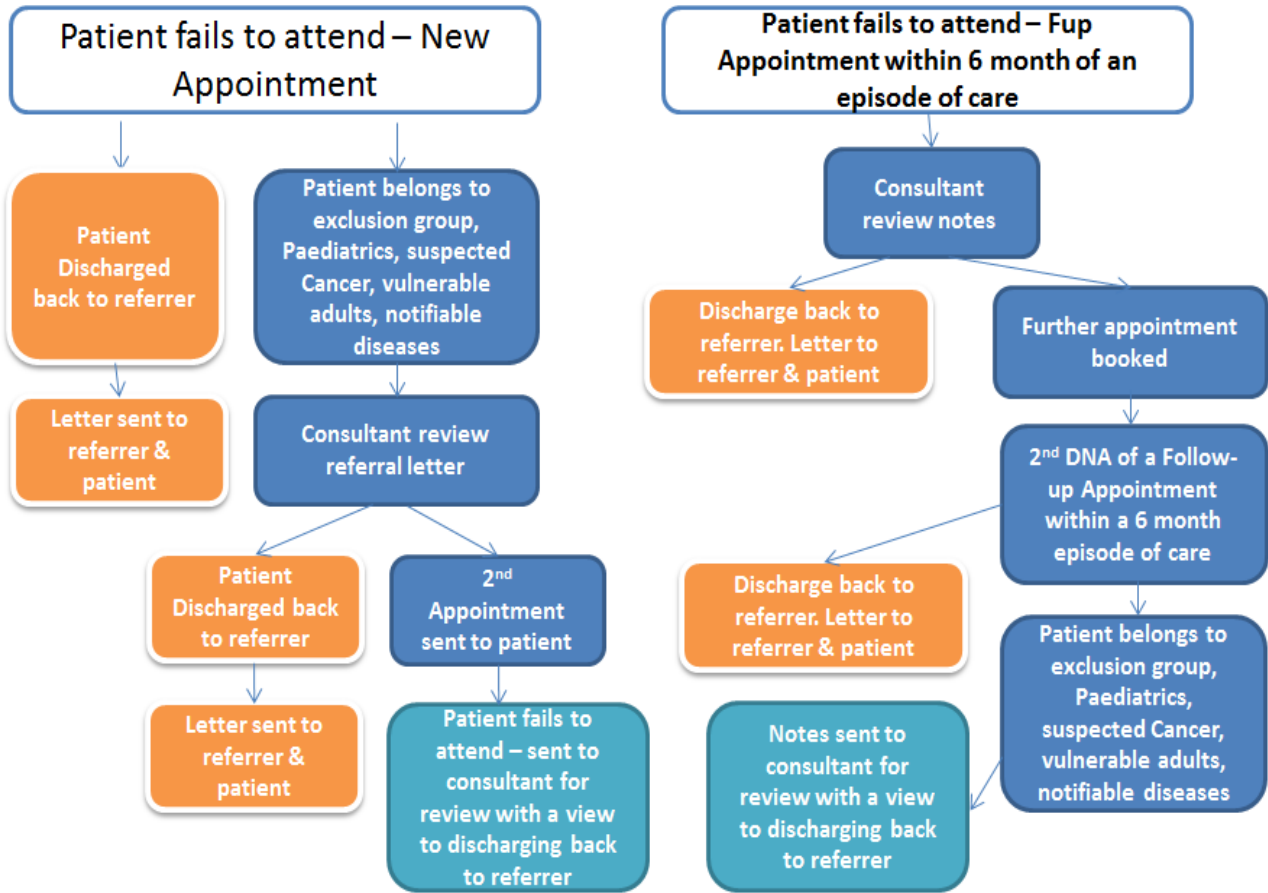 Patient fails to attend – New
Appointment
Patient
Discharged
back to referrer
Letter sent to
referrer &
patient
Patient belongs to
exclusion group,
Paediatrics, suspected
Cancer, vulnerable
adults, notifiable
diseases
Consultant review
referral letter
Patient
Discharged back
to referrer
Letter sent to
referrer &
patient
2nd
Appointment
sent to patient
Patient fails to
attend – sent to
consultant for
review with a view
to discharging back
to referrer
Patient fails to attend – Fup
Appointment within 6 month of an
episode of care
Consultant
review notes
Discharge back to
referrer. Letter to
referrer & patient
Further appointment
booked
2nd DNA of a Follow-
up Appointment
within a 6 month
episode of care
Discharge back to
referrer. Letter to
referrer & patient
Patient belongs to
exclusion group,
Paediatrics,
suspected Cancer,
vulnerable adults,
notifiable diseases
Notes sent to
consultant for
review with a view
to discharging back
to referrer